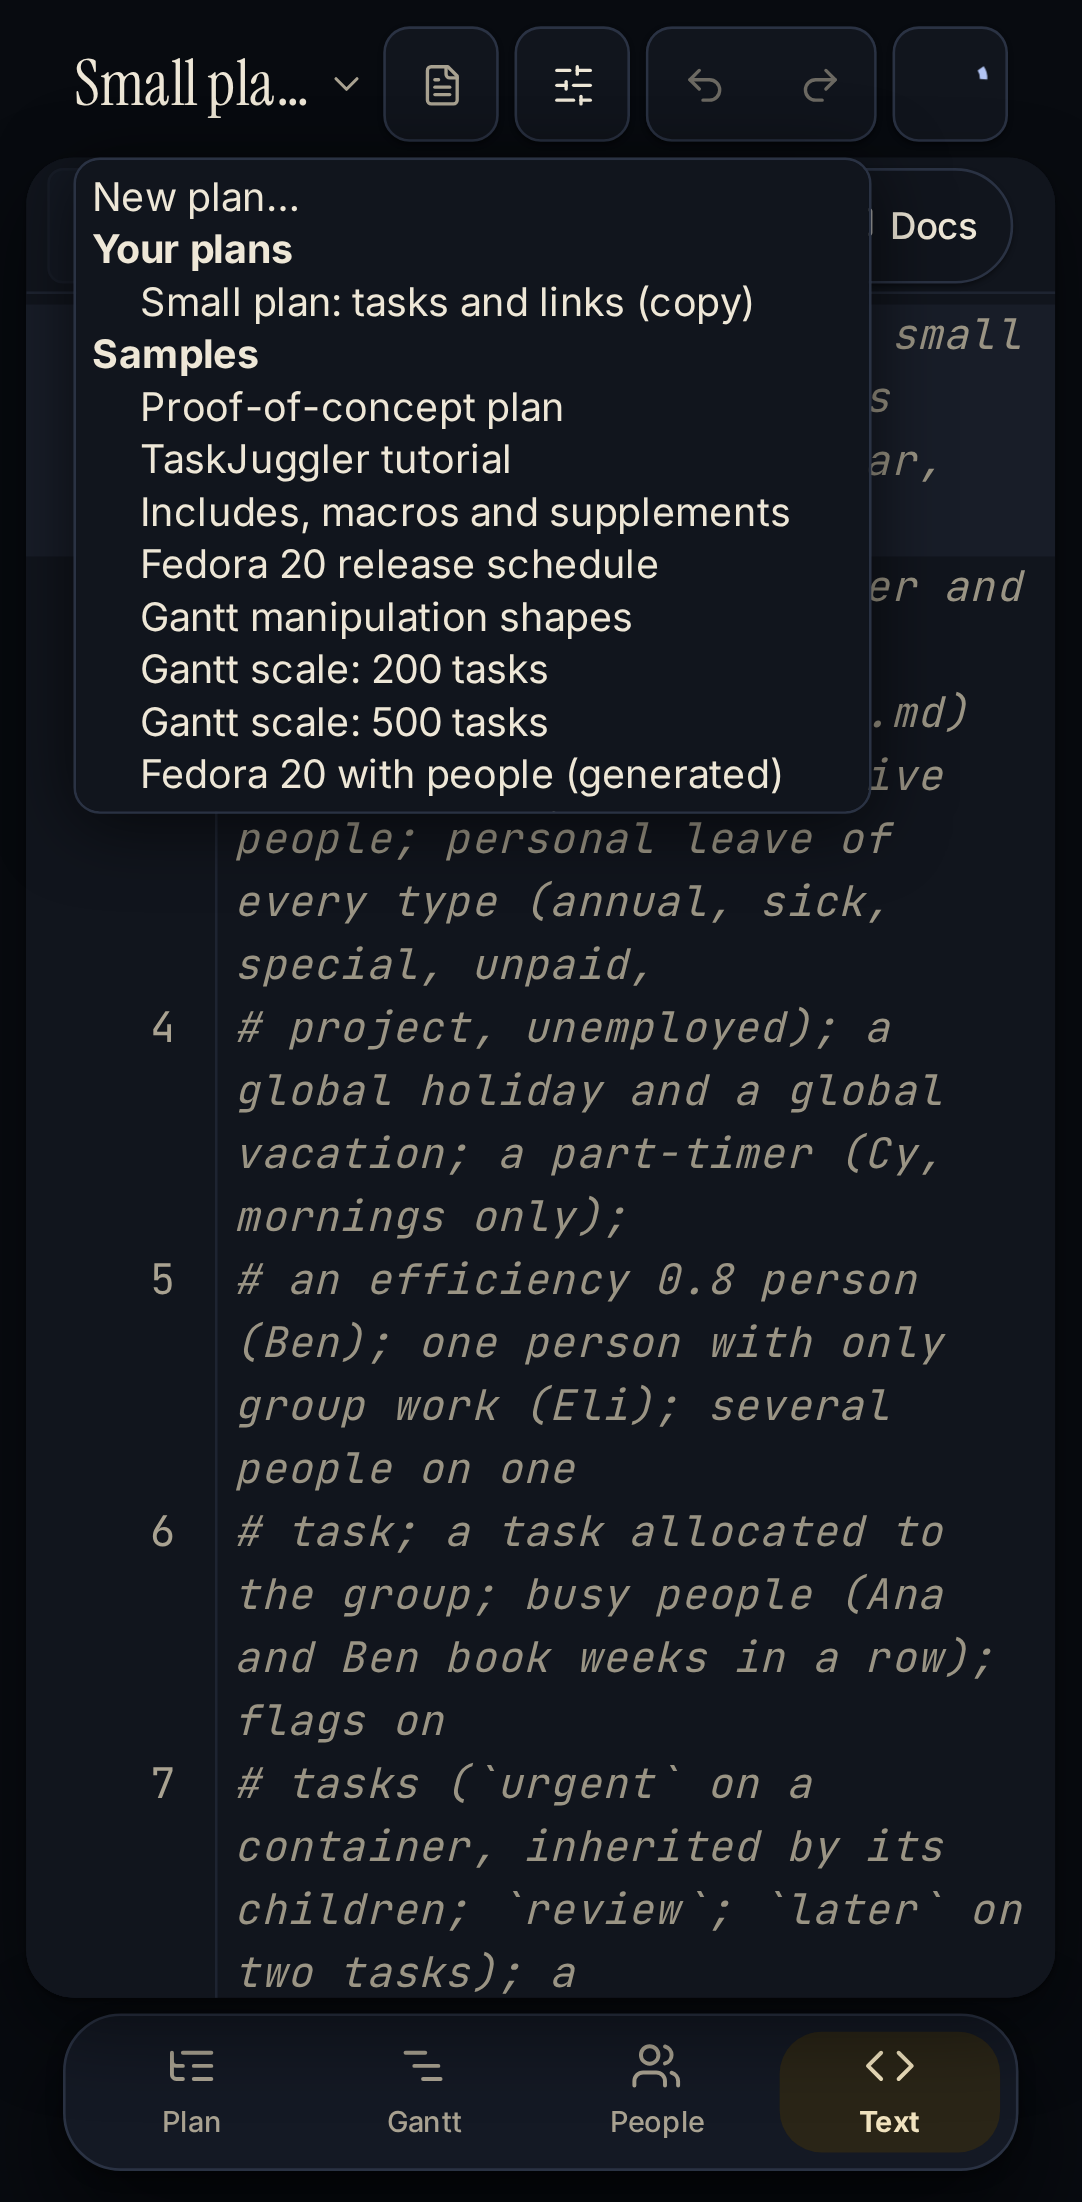 Small pla...
New plan...
Your plans
Small plan: tasks and links (copy)
Samples
Proof-of-concept plan
TaskJuggler tutorial
Includes, macros and supplements
Fedora 20 release schedule
Gantt manipulation shapes
Gantt scale: 200 tasks
Gantt scale: 500 tasks
Fedora 20 with people (generated)
Docs
small
s
ar,
er and
.md)
ive
people; personal leave of
every type (annual, sick,
special, unpaid,
4 # project, unemployed); a
global holiday and a global
vacation; a part-timer (Cy,
mornings only);
5 # an efficiency 0.8 person
(Ben); one person with only
group work (Eli); several
people on one
6 # task; a task allocated to
the group; busy people (Ana
and Ben book weeks in a row);
flags on
7 # tasks (`urgent` on a
container, inherited by its
children; `review`; `later` on
two tasks); a
Plan
Gantt
People
Text